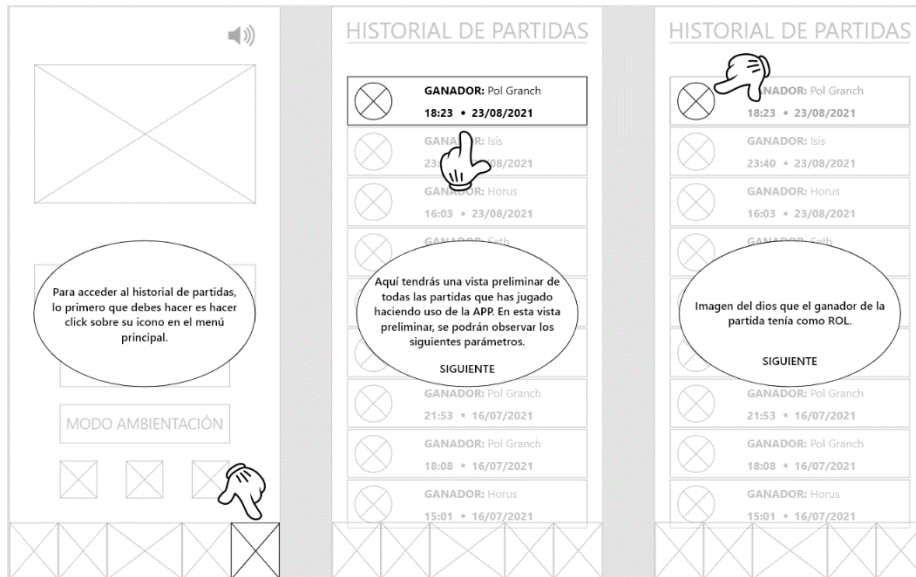 Para acceder al historial de partidas,
lo primero que debes hacer es hacer
click sobre su icono en el menú
principal.
MODO AMBIENTACIÓN
HISTORIAL DE PARTIDAS
GANADOR: Pol Granch
18:23 • 23/08/2021
GANADOR: Isis
GANADOR: Horus
16:03 • 23/08/2021
Aquí tendrás una vista preliminar de
todas las partidas que has jugado
haciendo uso de la APP. En esta vista
preliminar, se podrán observar los
siguientes parámetros.
SIGUIENTE
GANADOR: Pol Granch
21:53 • 16/07/2021
GANADOR: Pol Granch
18:08 • 16/07/2021
GANADOR: Horus
15:01 • 16/07/2021
HISTORIAL DE PARTIDAS
GANADOR: Pol Granch
18:23 • 23/08/2021
GANADOR: Isis
23:40 • 23/08/2021
GANADOR: Horus
16:03 • 23/08/2021
GANADOR: Seth
Imagen del dios que el ganador de la
partida tenía como ROL.
SIGUIENTE
GANADOR: Pol Granch
21:53 • 16/07/2021
GANADOR: Pol Granch
18:08 • 16/07/2021
GANADOR: Horus
15:01 • 16/07/2021